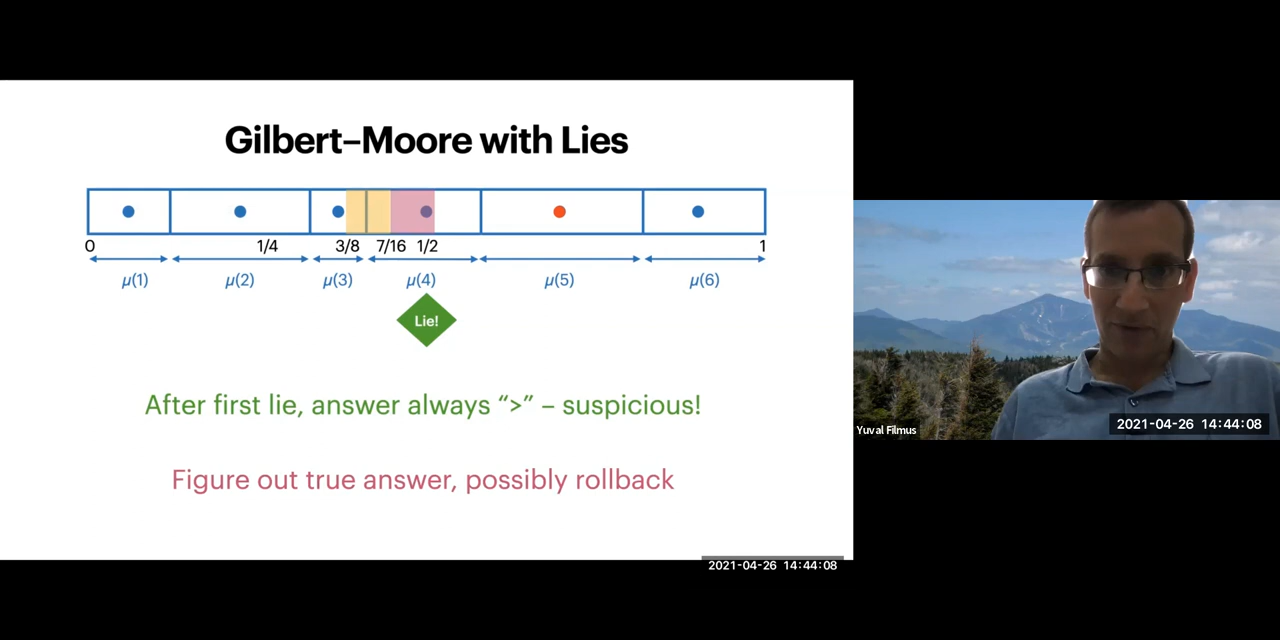 Gilbert–Moore with Lies
0 1/4 3/8 7/16 1/2 1
μ(1) μ(2) μ(3) μ(4) μ(5) μ(6)
Lie!
After first lie, answer always “>” – suspicious!
Figure out true answer, possibly rollback
2021-04-26 14:44:08
2021-04-26 14:44:08
Yuval Filmus